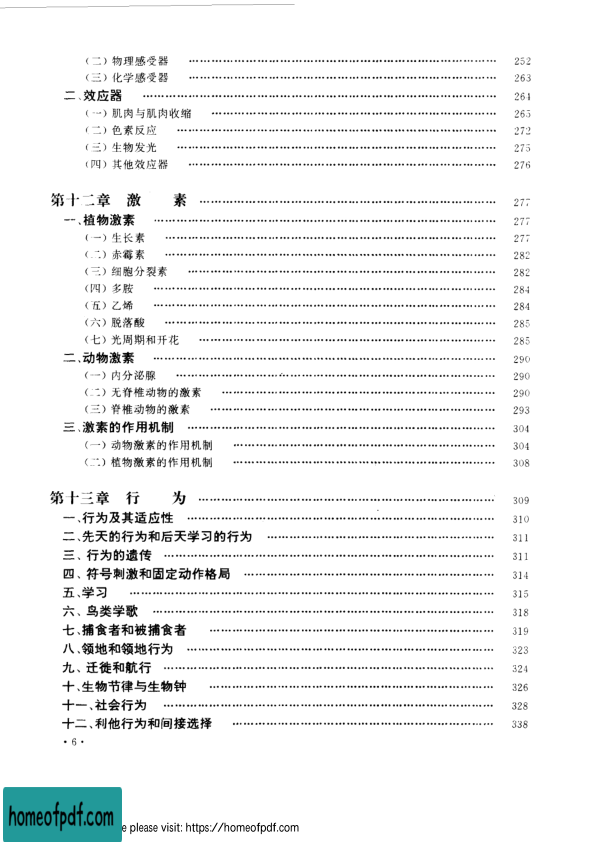 （二）物理感受器 …… 252
（三）化学感受器 …… 263
二、效应器 …… 264
（一）肌肉与肌肉收缩 …… 265
（二）色素反应 …… 272
（三）生物发光 …… 275
（四）其他效应器 …… 276
第十二章 激 素 …… 277
一、植物激素 …… 277
（一）生长素 …… 277
（二）赤霉素 …… 282
（三）细胞分裂素 …… 282
（四）多胺 …… 284
（五）乙烯 …… 284
（六）脱落酸 …… 285
（七）光周期和开花 …… 285
二、动物激素 …… 290
（一）内分泌腺 …… 290
（二）无脊椎动物的激素 …… 290
（三）脊椎动物的激素 …… 293
三、激素的作用机制 …… 304
（一）动物激素的作用机制 …… 304
（二）植物激素的作用机制 …… 308
第十三章 行 为 …… 309
一、行为及其适应性 …… 310
二、先天的行为和后天学习的行为 …… 311
三、行为的遗传 …… 311
四、符号刺激和固定动作格局 …… 314
五、学习 …… 315
六、鸟类学歌 …… 318
七、捕食者和被捕食者 …… 319
八、领地和领地行为 …… 323
九、迁徙和航行 …… 324
十、生物节律与生物钟 …… 326
十一、社会行为 …… 328
十二、利他行为和间接选择 …… 338
· 6 ·
homeofpdf.com
e please visit: https://homeofpdf.com